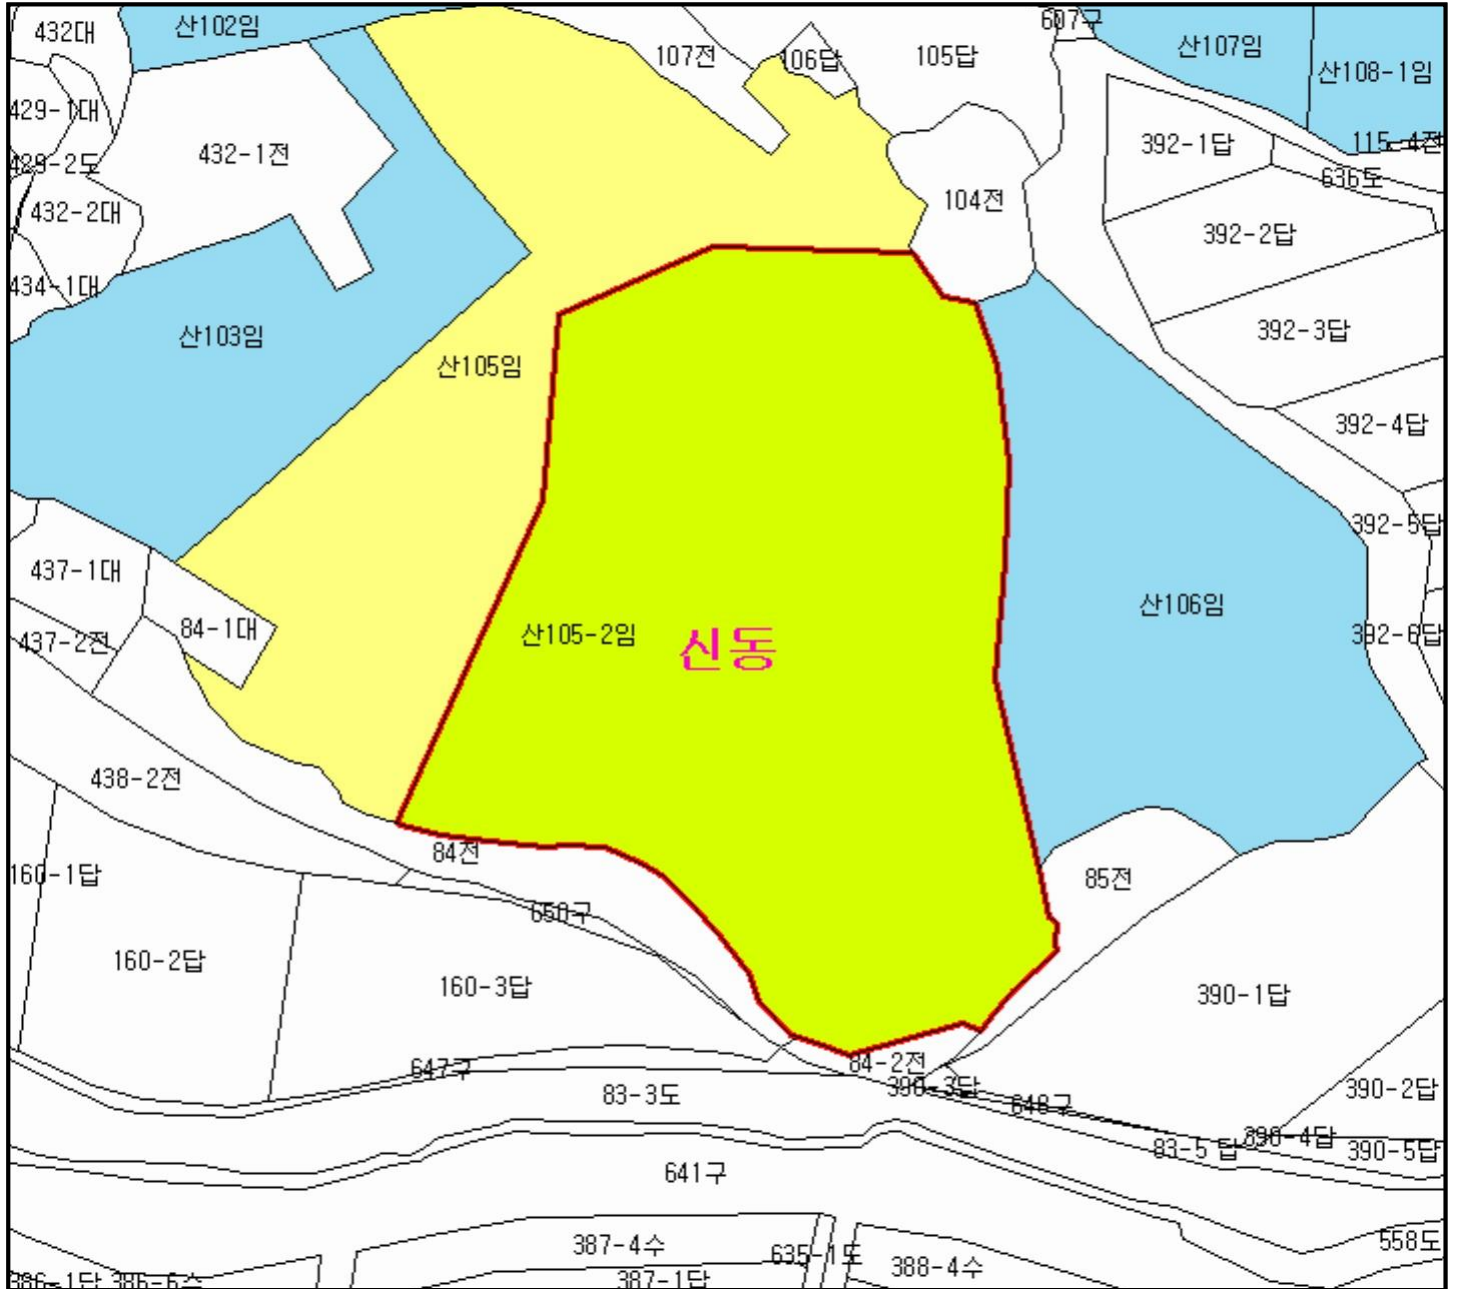 산102임
432대
607구
107전
106답
105답
산107임
산108-1임
429-1대
432-1전
392-1답
115-4전
429-2도
636도
432-2대
104전
392-2답
434-1대
산103임
392-3답
산105임
392-4답
392-5답
437-1대
산106임
84-1대
437-2전
산105-2임
신동
392-6답
438-2전
84전
160-1답
85전
650구
160-2답
160-3답
390-1답
84-2전
647구
390-3답
390-2답
83-3도
648구
390-4답
83-5 답
390-5답
641구
387-4수
635-1도
558도
388-4수
386-1답
386-6수
387-1답